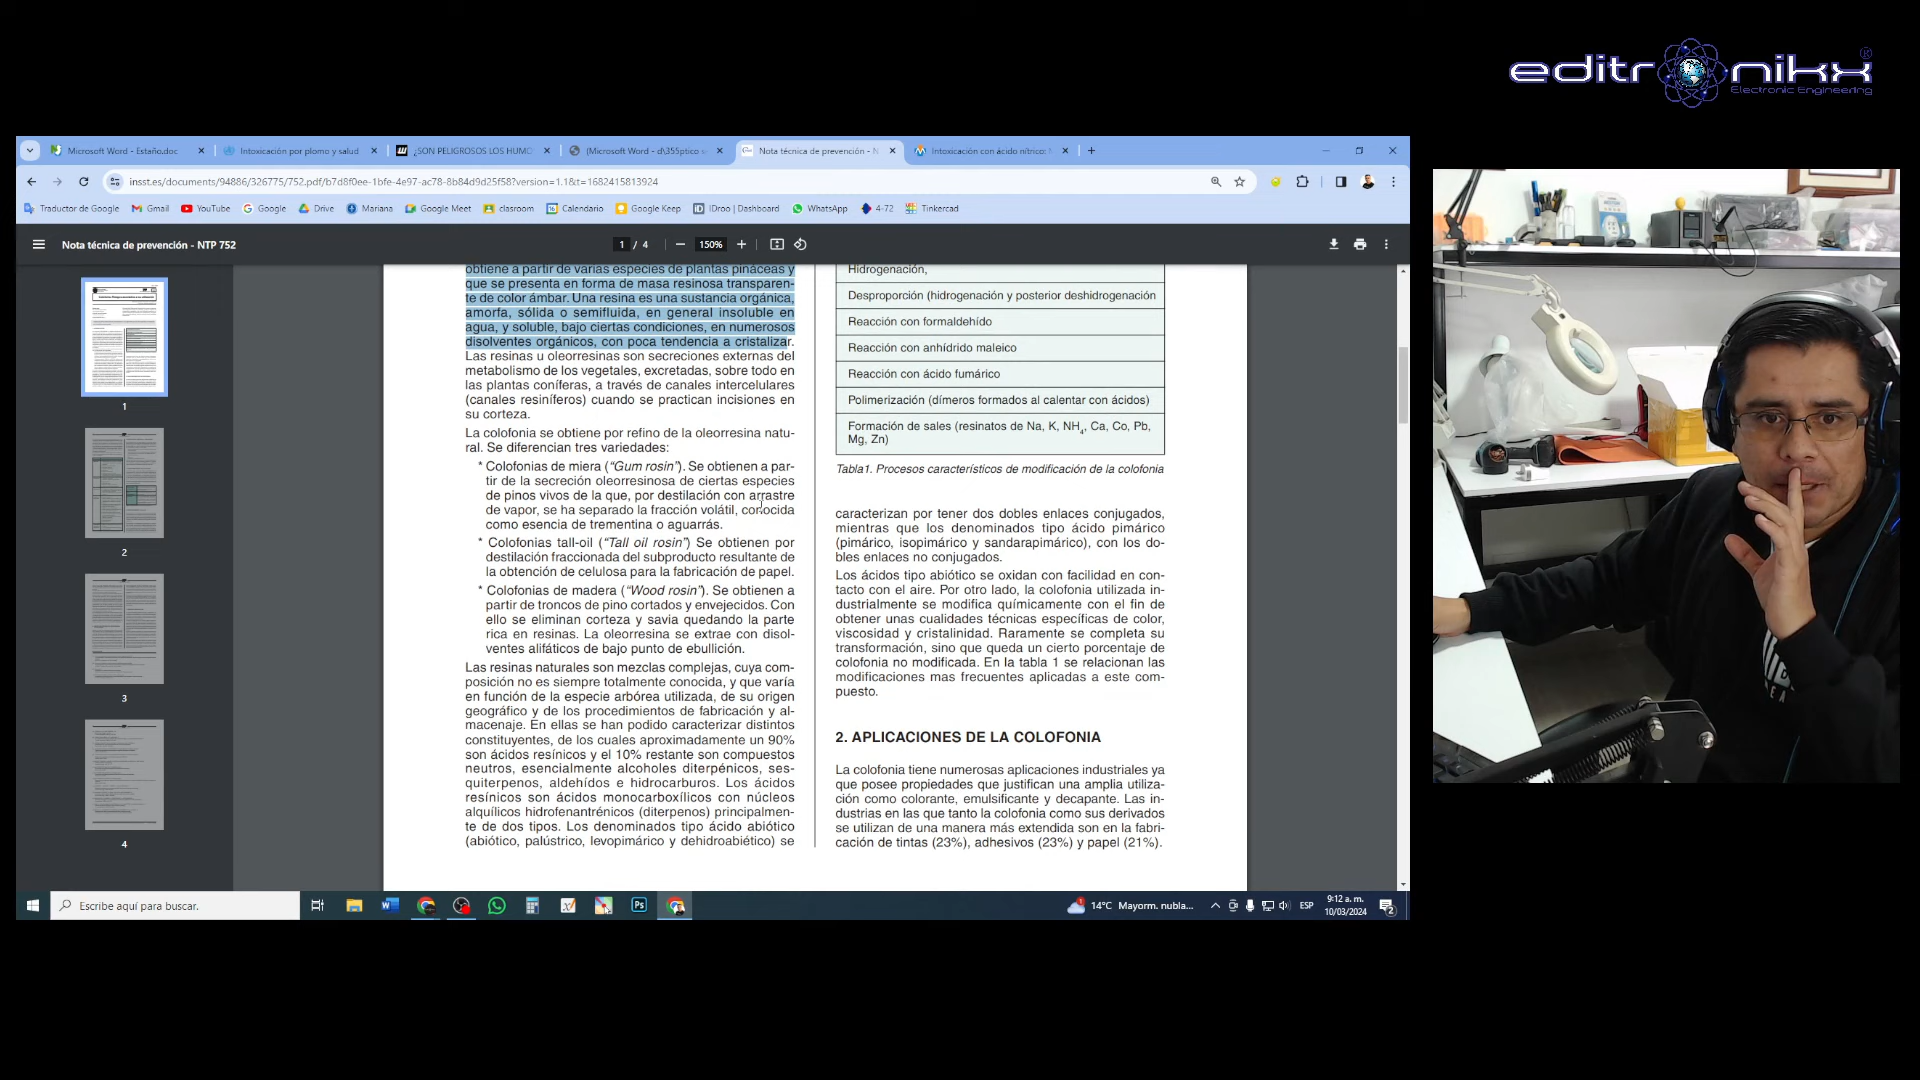 editronikx
®
Electronic Engineering
Microsoft Word - Estaño.doc
Intoxicación por plomo y salud
¿SON PELIGROSOS LOS HUMO
(Microsoft Word - d\355ptico s
Nota técnica de prevención - N
Intoxicación con ácido nítrico:
insst.es/documents/94886/326775/752.pdf/b7d8f0ee-1bfe-4e97-ac78-8b84d9d25f58?version=1.1&t=1682415813924
Traductor de Google
Gmail
YouTube
Google
Drive
Mariana
Google Meet
clasroom
Calendario
Google Keep
IDroo | Dashboard
WhatsApp
4-72
Tinkercad
Nota técnica de prevención - NTP 752
1 / 4
150%
1
2
3
4
obtiene a partir de varias especies de plantas pináceas y
que se presenta en forma de masa resinosa transparen-
te de color ámbar. Una resina es una sustancia orgánica,
amorfa, sólida o semifluida, en general insoluble en
agua, y soluble, bajo ciertas condiciones, en numerosos
disolventes orgánicos, con poca tendencia a cristalizar.
Las resinas u oleorresinas son secreciones externas del
metabolismo de los vegetales, excretadas, sobre todo en
las plantas coníferas, a través de canales intercelulares
(canales resiníferos) cuando se practican incisiones en
su corteza.
La colofonia se obtiene por refino de la oleorresina natu-
ral. Se diferencian tres variedades:
* Colofonias de miera (“Gum rosin”). Se obtienen a par-
tir de la secreción oleorresinosa de ciertas especies
de pinos vivos de la que, por destilación con arrastre
de vapor, se ha separado la fracción volátil, conocida
como esencia de trementina o aguarrás.
* Colofonias tall-oil (“Tall oil rosin”) Se obtienen por
destilación fraccionada del subproducto resultante de
la obtención de celulosa para la fabricación de papel.
* Colofonias de madera (“Wood rosin”). Se obtienen a
partir de troncos de pino cortados y envejecidos. Con
ello se eliminan corteza y savia quedando la parte
rica en resinas. La oleorresina se extrae con disol-
ventes alifáticos de bajo punto de ebullición.
Las resinas naturales son mezclas complejas, cuya com-
posición no es siempre totalmente conocida, y que varía
en función de la especie arbórea utilizada, de su origen
geográfico y de los procedimientos de fabricación y al-
macenaje. En ellas se han podido caracterizar distintos
constituyentes, de los cuales aproximadamente un 90%
son ácidos resínicos y el 10% restante son compuestos
neutros, esencialmente alcoholes diterpénicos, ses-
quiterpenos, aldehídos e hidrocarburos. Los ácidos
resínicos son ácidos monocarboxílicos con núcleos
alquílicos hidrofenantrénicos (diterpenos) principalmen-
te de dos tipos. Los denominados tipo ácido abiótico
(abiótico, palústrico, levopimárico y dehidroabiético) se
Hidrogenación,
Desproporción (hidrogenación y posterior deshidrogenación
Reacción con formaldehído
Reacción con anhídrido maleico
Reacción con ácido fumárico
Polimerización (dímeros formados al calentar con ácidos)
Formación de sales (resinatos de Na, K, NH4, Ca, Co, Pb,
Mg, Zn)
Tabla1. Procesos característicos de modificación de la colofonia
caracterizan por tener dos dobles enlaces conjugados,
mientras que los denominados tipo ácido pimárico
(pimárico, isopimárico y sandarapimárico), con los do-
bles enlaces no conjugados.
Los ácidos tipo abiótico se oxidan con facilidad en con-
tacto con el aire. Por otro lado, la colofonia utilizada in-
dustrialmente se modifica químicamente con el fin de
obtener unas cualidades técnicas específicas de color,
viscosidad y cristalinidad. Raramente se completa su
transformación, sino que queda un cierto porcentaje de
colofonia no modificada. En la tabla 1 se relacionan las
modificaciones mas frecuentes aplicadas a este com-
puesto.
2. APLICACIONES DE LA COLOFONIA
La colofonia tiene numerosas aplicaciones industriales ya
que posee propiedades que justifican una amplia utiliza-
ción como colorante, emulsificante y decapante. Las in-
dustrias en las que tanto la colofonia como sus derivados
se utilizan de una manera más extendida son en la fabri-
cación de tintas (23%), adhesivos (23%) y papel (21%).
Escribe aquí para buscar.
14°C Mayorm. nubla...
ESP
9:12 a. m.
10/03/2024
2